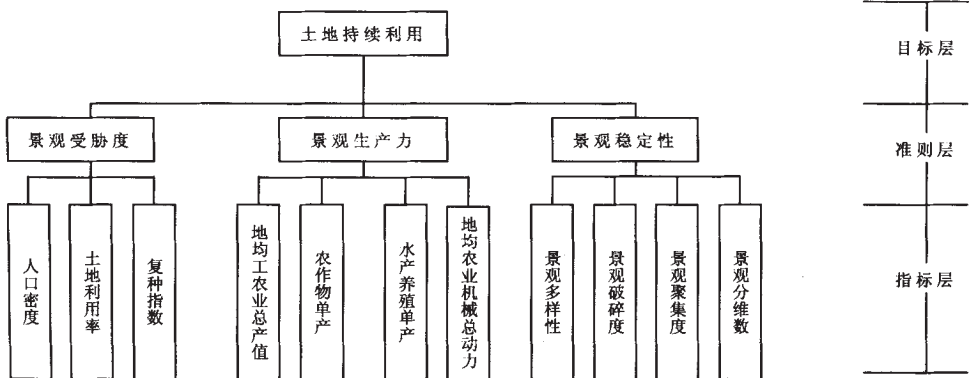 土地持续利用
目标层
景观受胁度
景观生产力
景观稳定性
准则层
人口密度
土地利用率
复种指数
地均工农业总产值
农作物单产
水产养殖单产
地均农业机械总动力
景观多样性
景观破碎度
景观聚集度
景观分维数
指标层